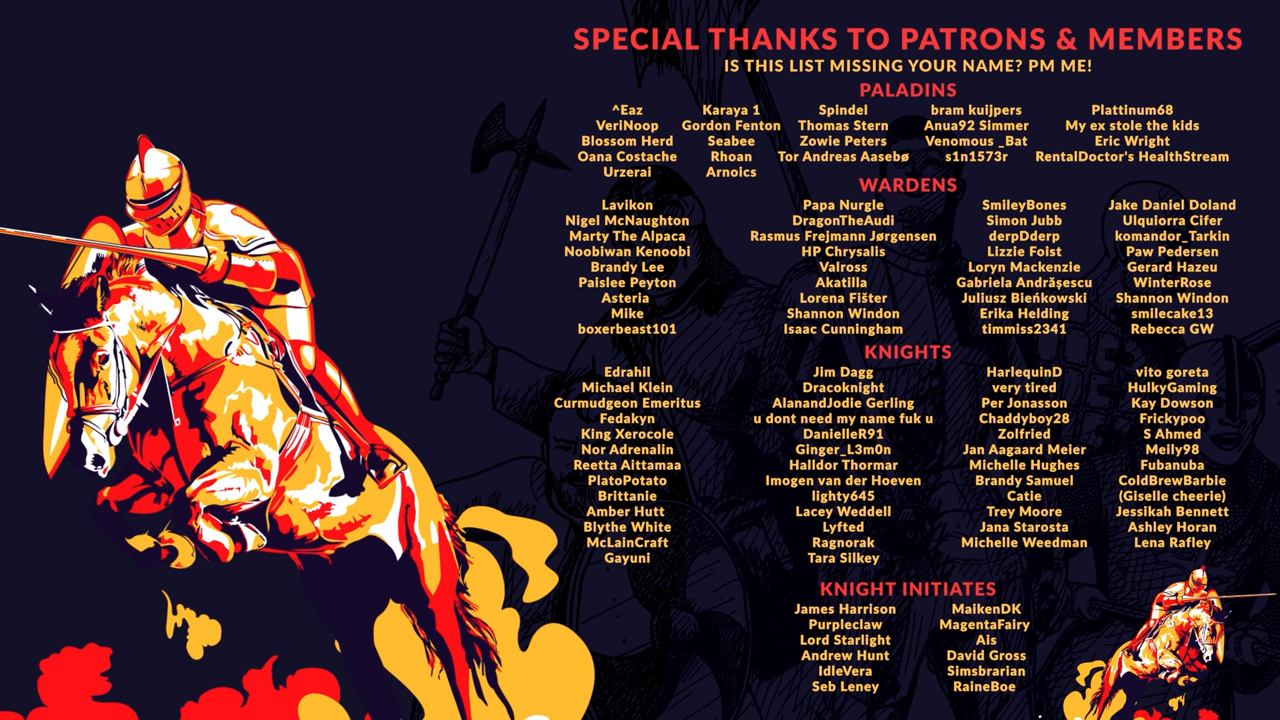 SPECIAL THANKS TO PATRONS & MEMBERS
IS THIS LIST MISSING YOUR NAME? PM ME!
PALADINS
^Eaz Karaya 1 Spindel bram kuijpers Plattinum68
VeriNoop Gordon Fenton Thomas Stern Anua92 Simmer My ex stole the kids
Blossom Herd Seabee Zowie Peters Venomous _Bat Eric Wright
Oana Costache Rhoan Tor Andreas Aasebø s1n1573r RentalDoctor's HealthStream
Urzerai Arnoics
WARDENS
Lavikon Papa Nurgle SmileyBones Jake Daniel Doland
Nigel McNaughton DragonTheAudi Simon Jubb Ulquiorra Cifer
Marty The Alpaca Rasmus Frejmann Jørgensen derpDderp komandor_Tarkin
Noobiwan Kenoobi HP Chrysalis Lizzie Foist Paw Pedersen
Brandy Lee Valross Loryn Mackenzie Gerard Hazeu
Paislee Peyton Akatilla Gabriela Andrășescu WinterRose
Asteria Lorena Fišter Juliusz Bieńkowski Shannon Windon
Mike Shannon Windon Erika Helding smilecake13
boxerbeast101 Isaac Cunningham timmiss2341 Rebecca GW
KNIGHTS
Edrahil Jim Dagg HarlequinD vito goreta
Michael Klein Dracoknight very tired HulkyGaming
Curmudgeon Emeritus AlanandJodie Gerling Per Jonasson Kay Dowson
Fedakyn u dont need my name fuk u Chaddyboy28 Frickypoo
King Xerocole DanielleR91 Zolfried S Ahmed
Nor Adrenalin Ginger_L3m0n Jan Aagaard Meier Meily98
Reetta Aittamaa Halldor Thormar Michelle Hughes Fubanuba
PlatoPotato Imogen van der Hoeven Brandy Samuel ColdBrewBarbie
Brittanie lighty645 Catie (Giselle cheerie)
Amber Hutt Lacey Weddell Trey Moore Jessikah Bennett
Blythe White Lyfted Jana Starosta Ashley Horan
McLainCraft Ragnorak Michelle Weedman Lena Rafley
Gayuni Tara Silkey
KNIGHT INITIATES
James Harrison MaikenDK
Purpleclaw MagentaFairy
Lord Starlight Ais
Andrew Hunt David Gross
IdleVera Simsbrarian
Seb Leney RaineBoe